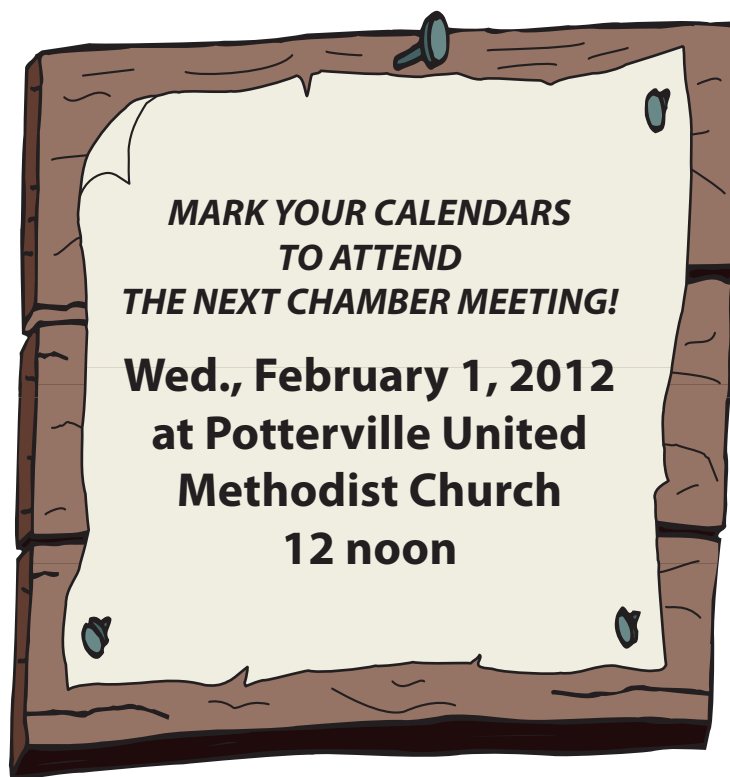 MARK YOUR CALENDARS
TO ATTEND
THE NEXT CHAMBER MEETING!
Wed., February 1, 2012
at Potterville United
Methodist Church
12 noon